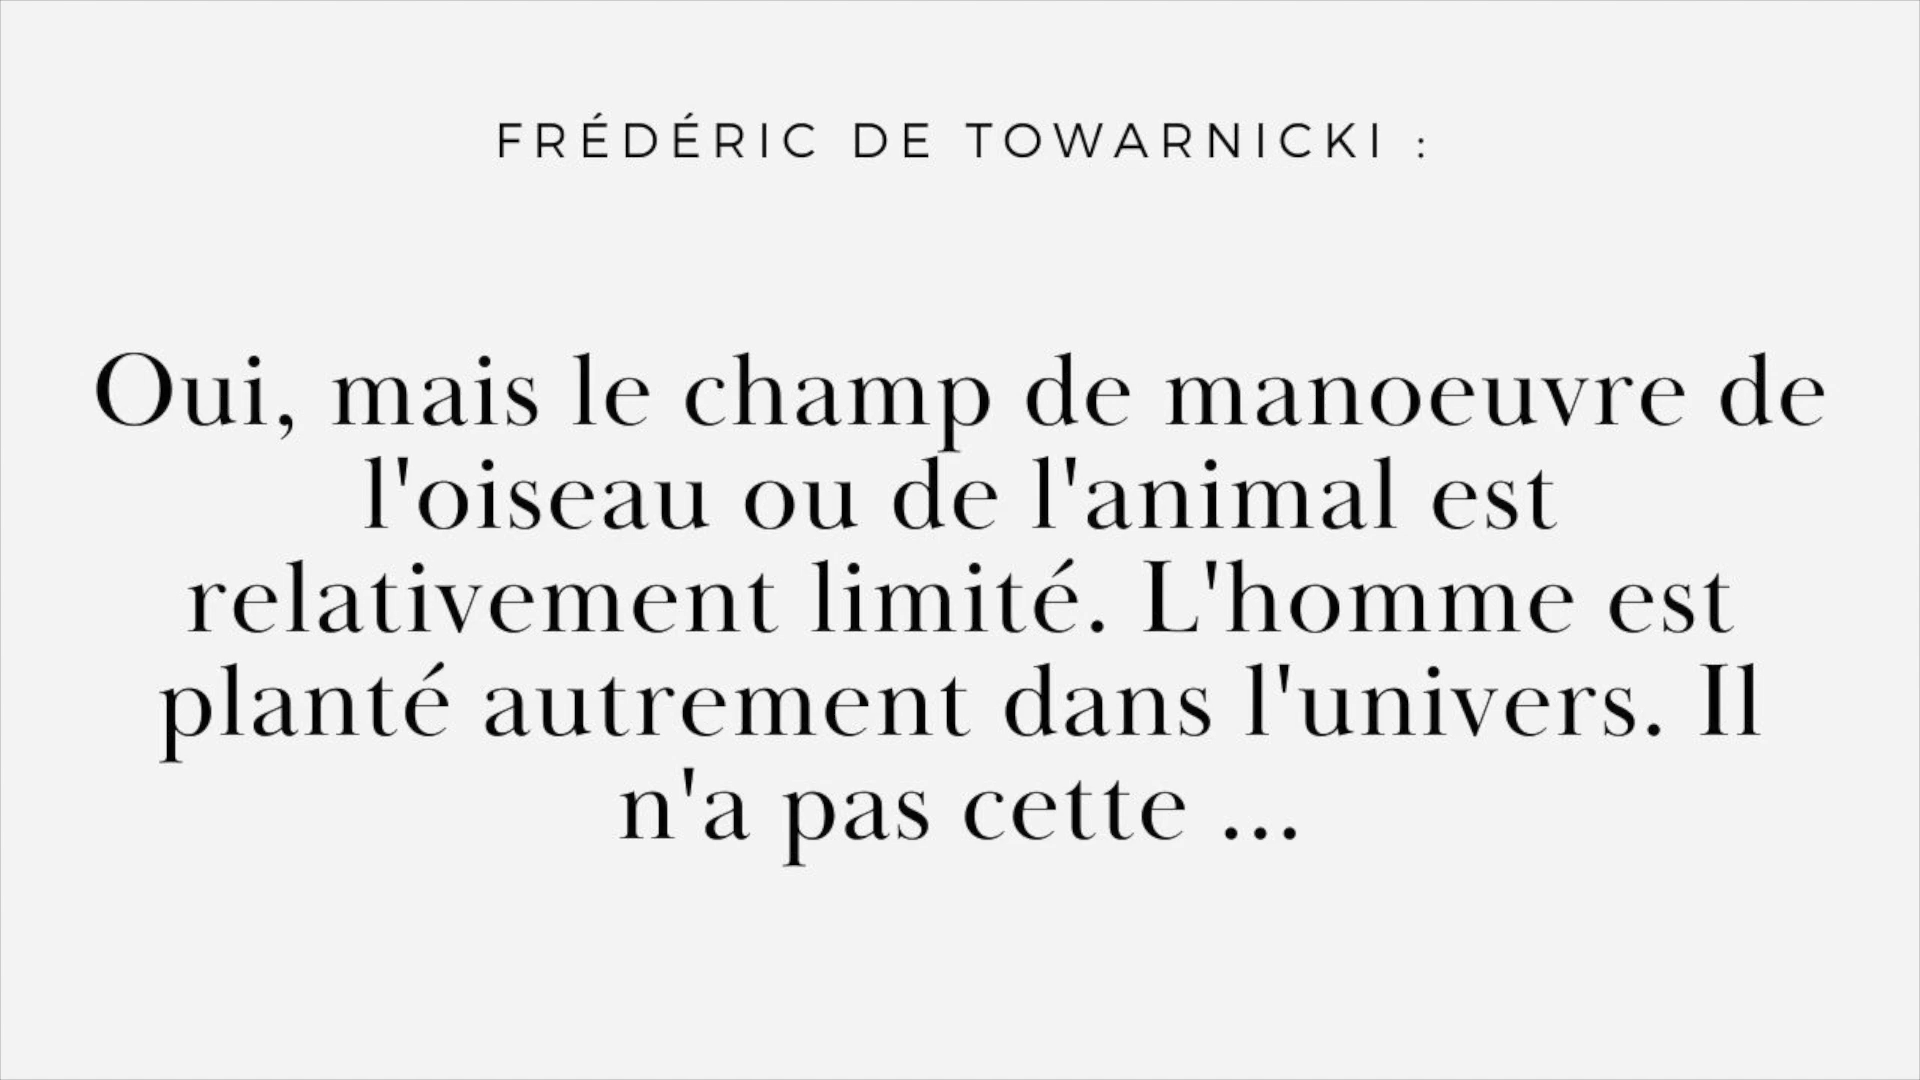 FRÉDÉRIC DE TOWARNICKI :
Oui, mais le champ de manoeuvre de
l'oiseau ou de l'animal est
relativement limité. L'homme est
planté autrement dans l'univers. Il
n'a pas cette ...